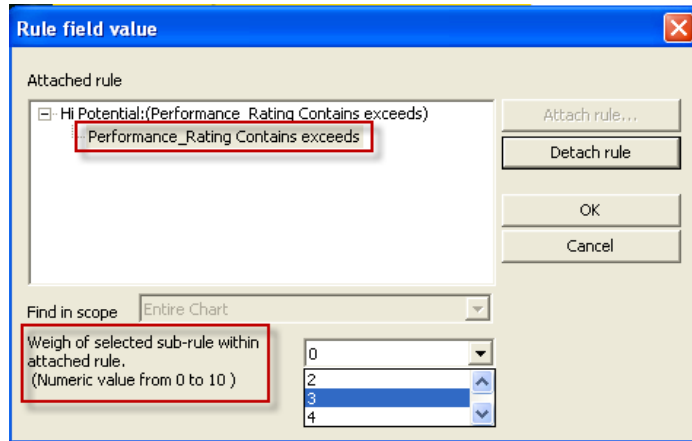 Rule field value
Attached rule
Hi Potential:(Performance_Rating Contains exceeds)
Performance_Rating Contains exceeds
Attach rule...
Detach rule
OK
Cancel
Find in scope
Entire Chart
Weigh of selected sub-rule within
attached rule.
(Numeric value from 0 to 10 )
0
2
3
4